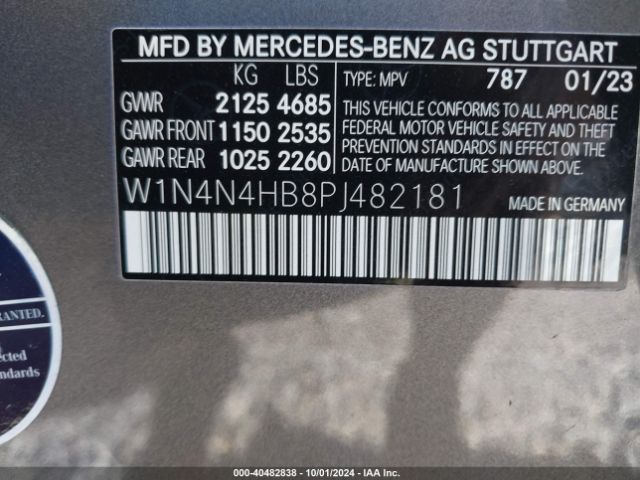 MFD BY MERCEDES-BENZ AG STUTTGART
KG LBS TYPE: MPV 787 01/23
GVWR 2125 4685
GAWR FRONT 1150 2535
GAWR REAR 1025 2260
THIS VEHICLE CONFORMS TO ALL APPLICABLE
FEDERAL MOTOR VEHICLE SAFETY AND THEFT
PREVENTION STANDARDS IN EFFECT ON THE
DATE OF MANUFACTURE SHOWN ABOVE.
W1N4N4HB8PJ482181 MADE IN GERMANY
RANTED.
ected
ndards
000-40482838 - 10/01/2024 - IAA Inc.